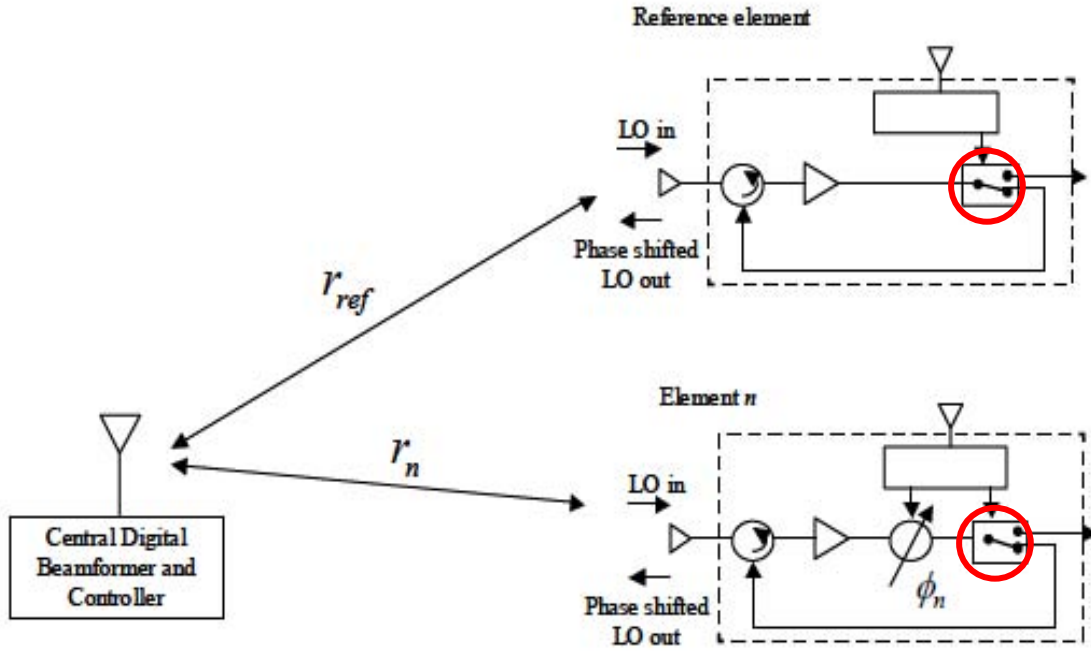 Reference element
LO in
Phase shifted
LO out
r_ref
Element n
r_n
LO in
Central Digital
Beamformer and
Controller
ϕ_n
Phase shifted
LO out